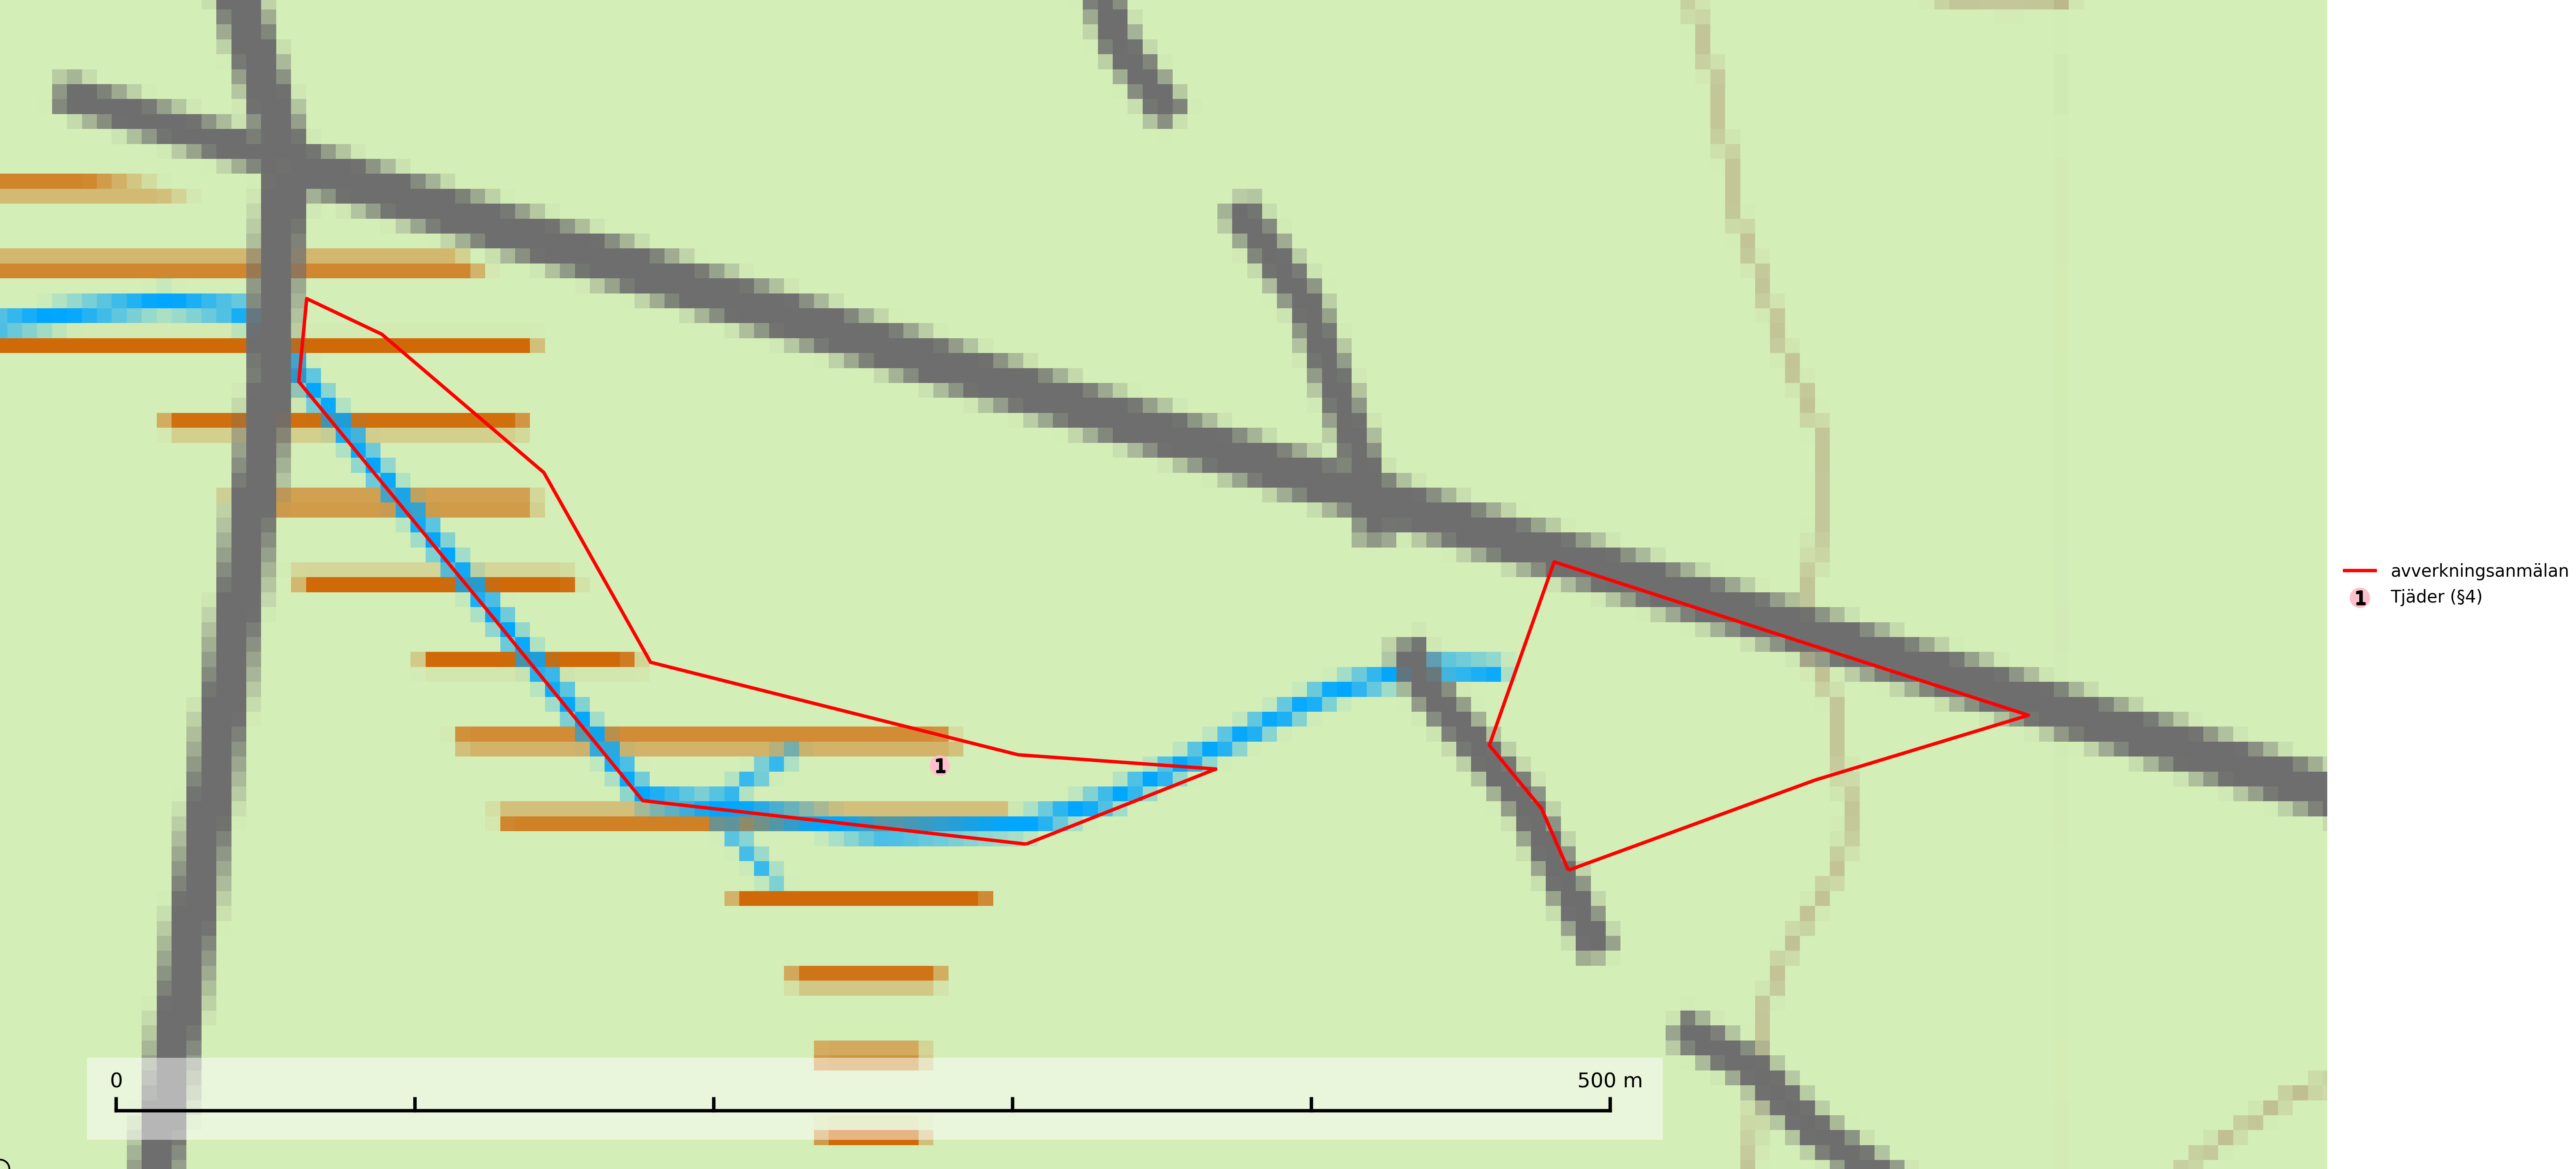 1
0
500 m
avverkningsanmälan
1 Tjäder (§4)